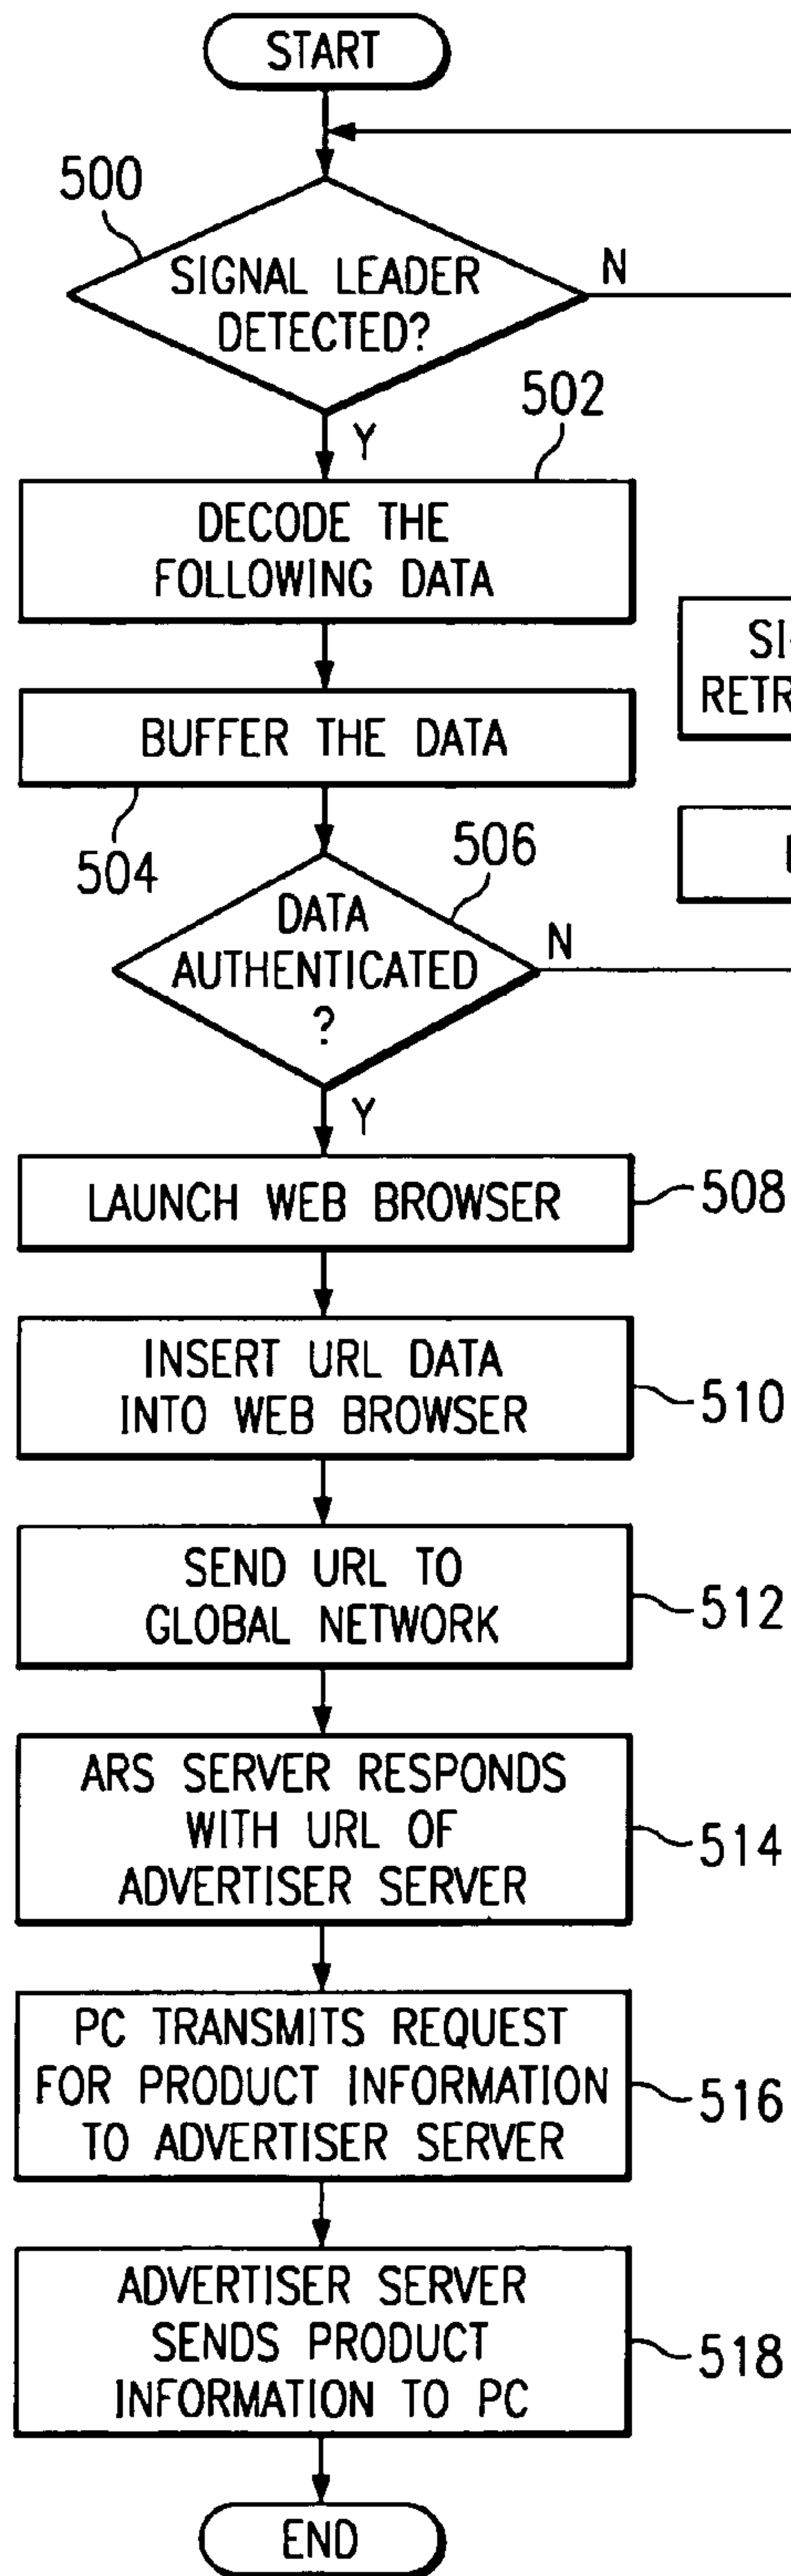 START
500
SIGNAL LEADER
DETECTED?
N
Y
502
DECODE THE
FOLLOWING DATA
BUFFER THE DATA
504
506
DATA
AUTHENTICATED
?
N
Y
LAUNCH WEB BROWSER
508
INSERT URL DATA
INTO WEB BROWSER
510
SEND URL TO
GLOBAL NETWORK
512
ARS SERVER RESPONDS
WITH URL OF
ADVERTISER SERVER
514
PC TRANSMITS REQUEST
FOR PRODUCT INFORMATION
TO ADVERTISER SERVER
516
ADVERTISER SERVER
SENDS PRODUCT
INFORMATION TO PC
518
END